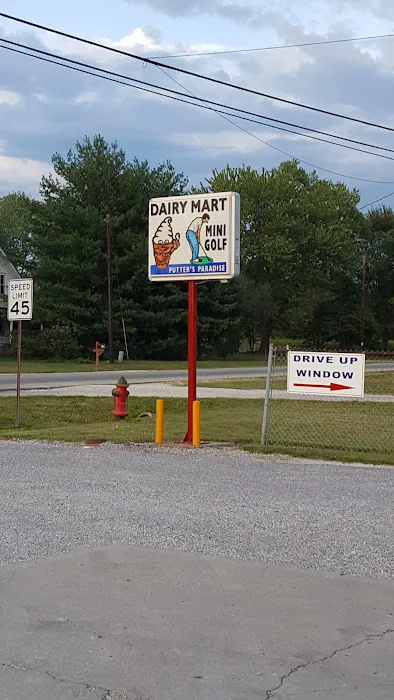 DAIRY MART
MINI
GOLF
PUTTER'S PARADISE
SPEED
LIMIT
45
DRIVE UP
WINDOW